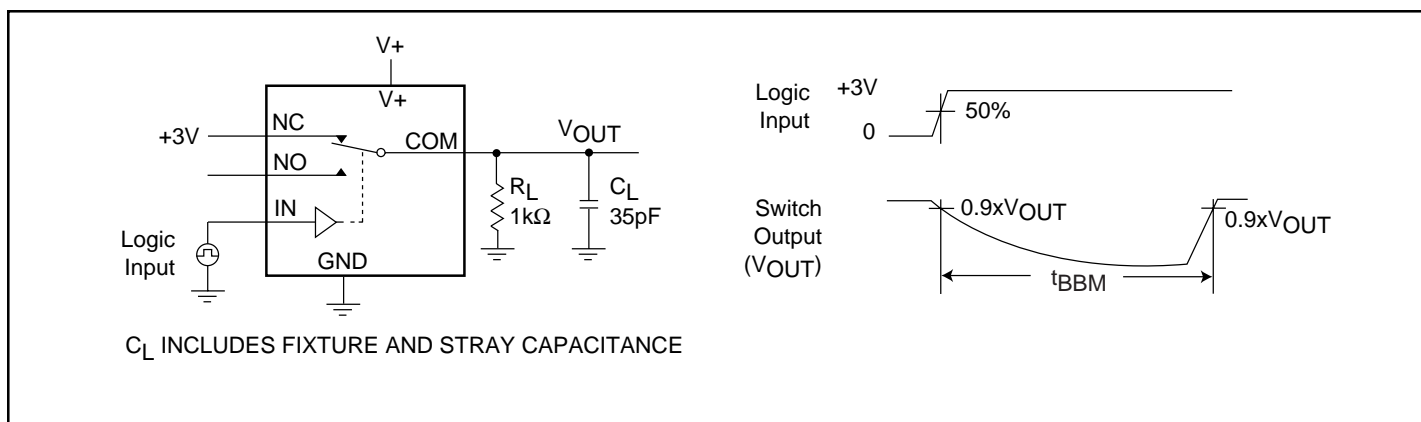 V+
V+
+3V
NC
COM
VOUT
NO
RL
1kΩ
CL
35pF
IN
Logic
Input
GND
CL INCLUDES FIXTURE AND STRAY CAPACITANCE
Logic
Input
+3V
0
50%
Switch
Output
(VOUT)
0.9xVOUT
0.9xVOUT
tBBM